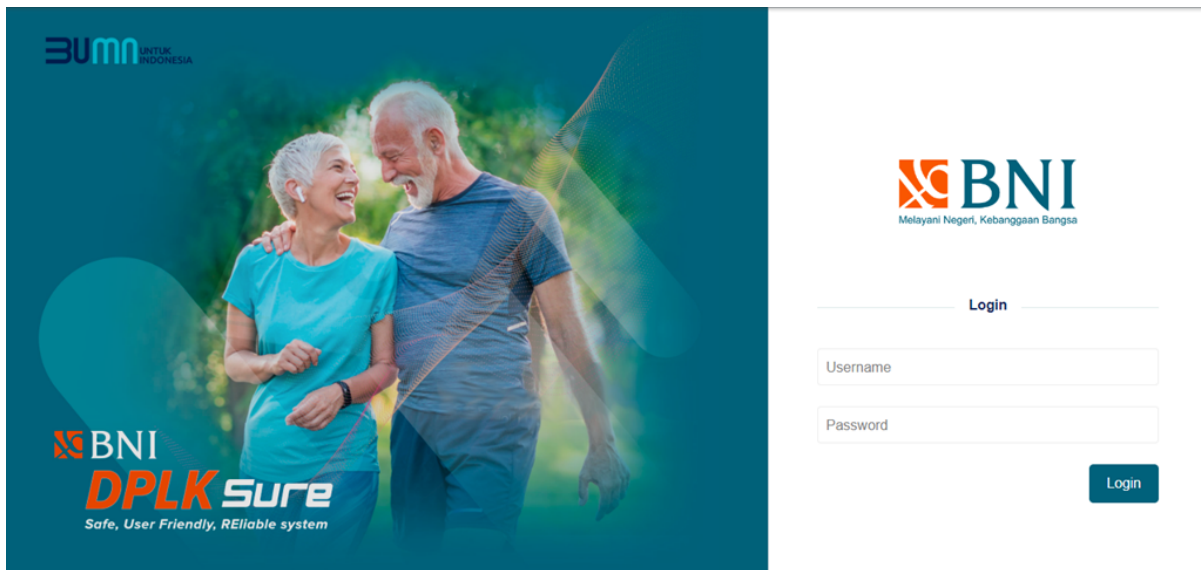 BUMN UNTUK
INDONESIA
BNI
DPLK Sure
Safe, User Friendly, REliable system
BNI
Melayani Negeri, Kebanggaan Bangsa
Login
Username
Password
Login